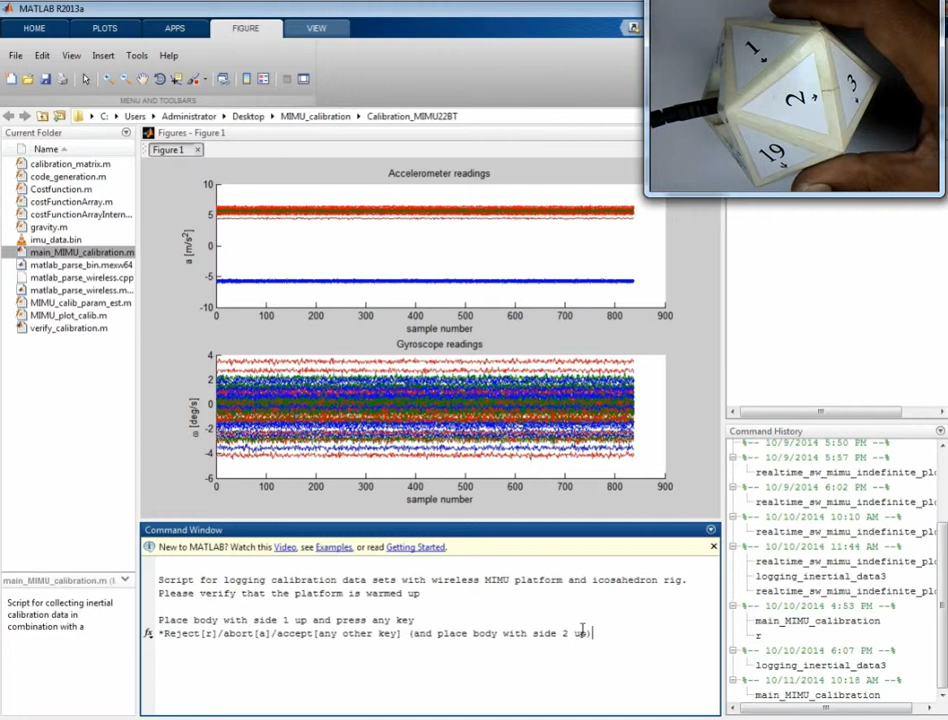 MATLAB R2013a
HOME PLOTS APPS FIGURE VIEW
File Edit View Insert Tools Help
MENU AND TOOLBARS
C: Users Administrator Desktop MIMU_calibration Calibration_MIMU22BT
Current Folder
Name
calibration_matrix.m
code_generation.m
Costfunction.m
costFunctionArray.m
costFunctionArrayIntern...
gravity.m
imu_data.bin
main_MIMU_calibration.m
matlab_parse_bin.mexw64
matlab_parse_wireless.cpp
matlab_parse_wireless.m...
MIMU_calib_param_est.m
MIMU_plot_calib.m
verify_calibration.m
main_MIMU_calibration.m (
Script for collecting inertial
calibration data in
combination with a
Figures - Figure 1
Figure 1
Accelerometer readings
a [m/s²]
10
5
0
-5
-10
0 100 200 300 400 500 600 700 800 900
sample number
Gyroscope readings
ω [deg/s]
4
2
0
-2
-4
-6
0 100 200 300 400 500 600 700 800 900
sample number
1
2
3
19
Command Window
New to MATLAB? Watch this Video, see Examples, or read Getting Started.
Script for logging calibration data sets with wireless MIMU platform and icosahedron rig.
Please verify that the platform is warmed up
Place body with side 1 up and press any key
fx *Reject[r]/abort[a]/accept[any other key] (and place body with side 2 up)
Command History
%-- 10/9/2014 5:50 PM --%
%-- 10/9/2014 5:57 PM --%
realtime_sw_mimu_indefinite_plo
%-- 10/9/2014 6:02 PM --%
realtime_sw_mimu_indefinite_plo
%-- 10/10/2014 10:10 AM --%
realtime_sw_mimu_indefinite_plo
%-- 10/10/2014 11:44 AM --%
realtime_sw_mimu_indefinite_plo
logging_inertial_data3
realtime_sw_mimu_indefinite_plo
%-- 10/10/2014 4:53 PM --%
main_MIMU_calibration
r
%-- 10/10/2014 6:07 PM --%
logging_inertial_data3
%-- 10/11/2014 10:18 AM --%
main_MIMU_calibration